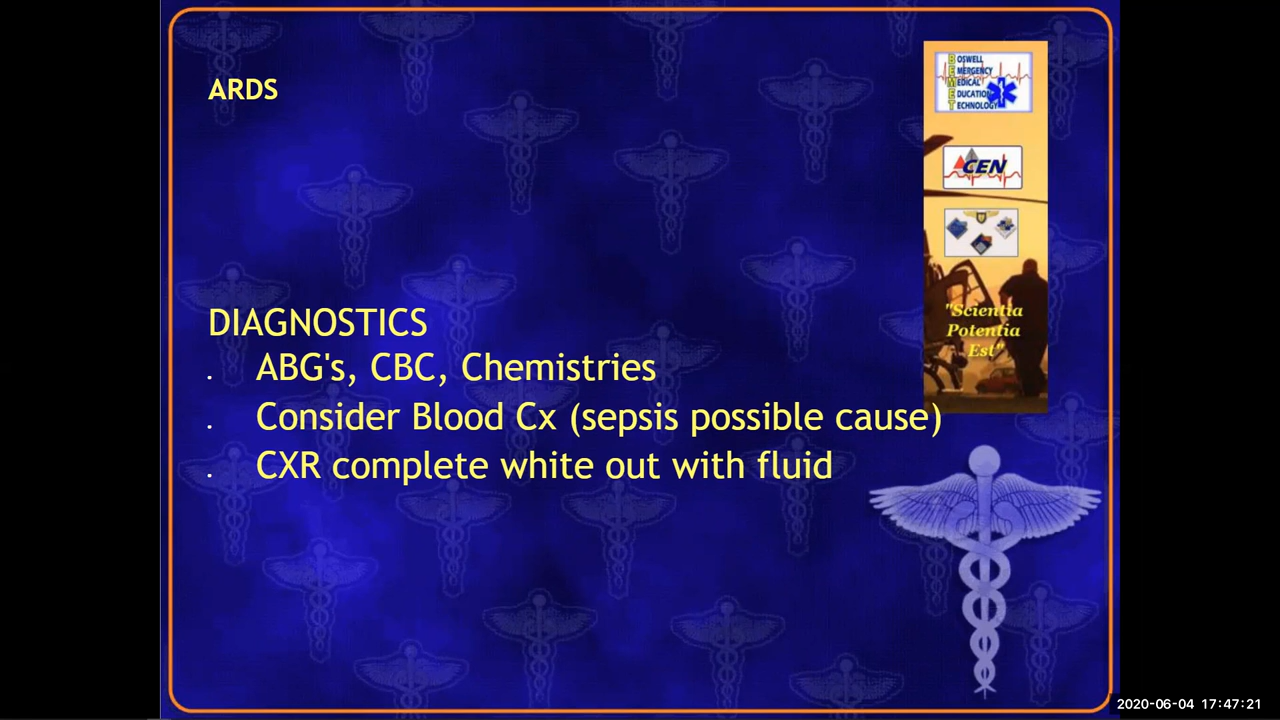 ARDS
BOSWELL
EMERGENCY
MEDICAL
EDUCATION
TECHNOLOGY
CEN
"Scientia
Potentia
Est"
DIAGNOSTICS
. ABG's, CBC, Chemistries
. Consider Blood Cx (sepsis possible cause)
. CXR complete white out with fluid
2020-06-04 17:47:21